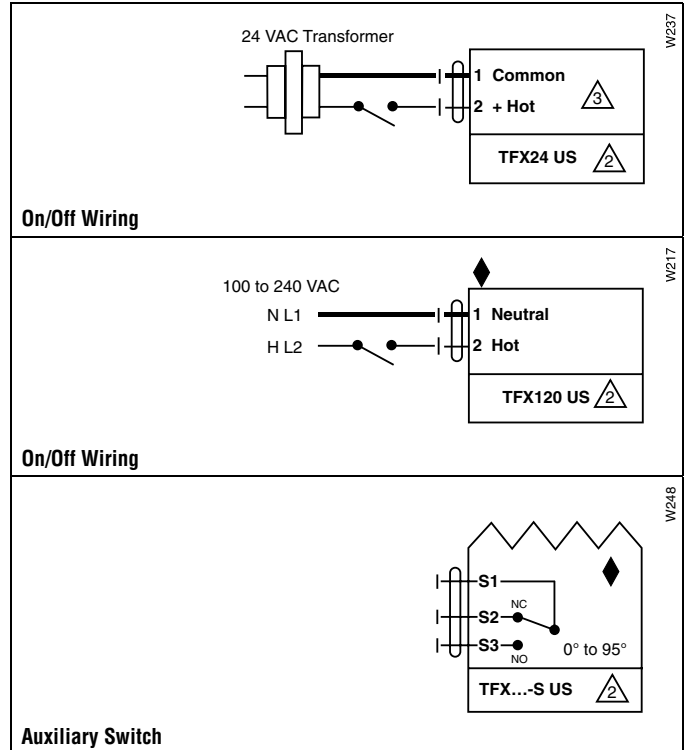 W237
24 VAC Transformer
1 Common
2 + Hot
3
TFX24 US 2
On/Off Wiring
W217
100 to 240 VAC
N L1
1 Neutral
H L2
2 Hot
TFX120 US 2
On/Off Wiring
W248
S1
S2
NC
S3
NO
0° to 95°
TFX...-S US 2
Auxiliary Switch